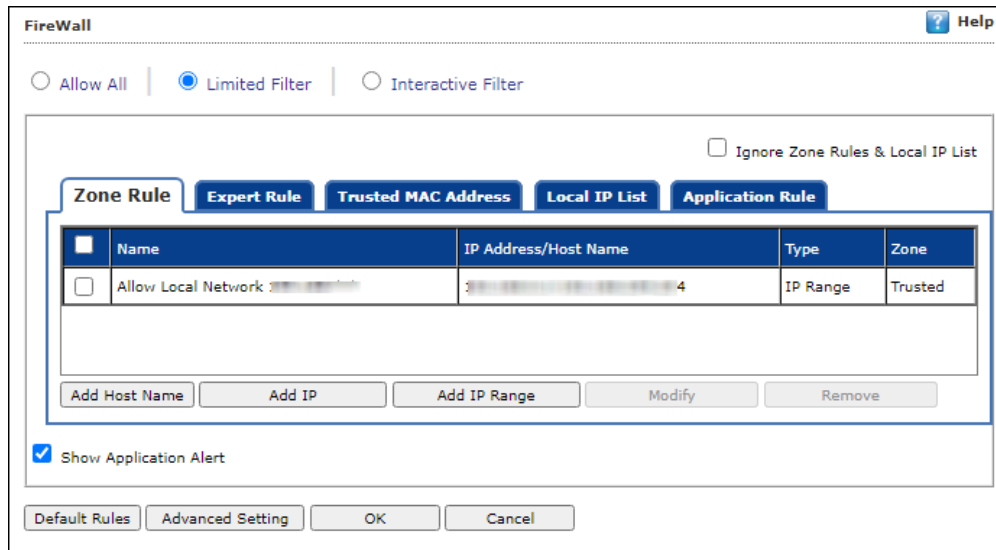 FireWall
? Help
Allow All Limited Filter Interactive Filter
Ignore Zone Rules & Local IP List
Zone Rule Expert Rule Trusted MAC Address Local IP List Application Rule
Name IP Address/Host Name Type Zone
Allow Local Network 4 IP Range Trusted
Add Host Name Add IP Add IP Range Modify Remove
Show Application Alert
Default Rules Advanced Setting OK Cancel